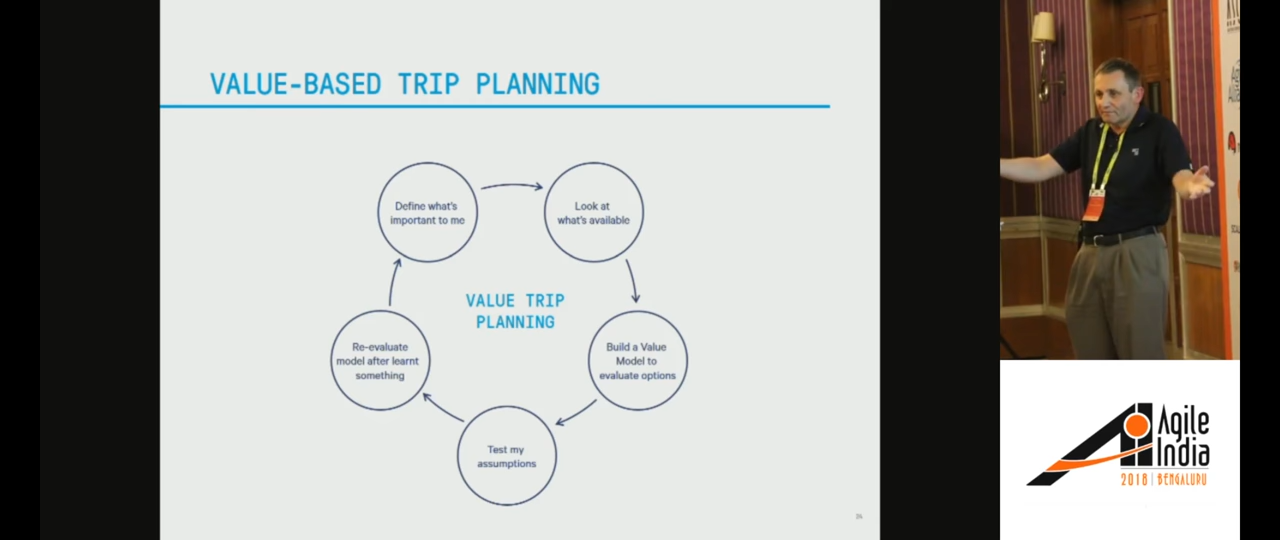 VALUE-BASED TRIP PLANNING
Define what's
important to me
Look at
what's available
VALUE TRIP
PLANNING
Re-evaluate
model after learnt
something
Build a Value
Model to
evaluate options
Test my
assumptions
Agile
India
2018 | BENGALURU